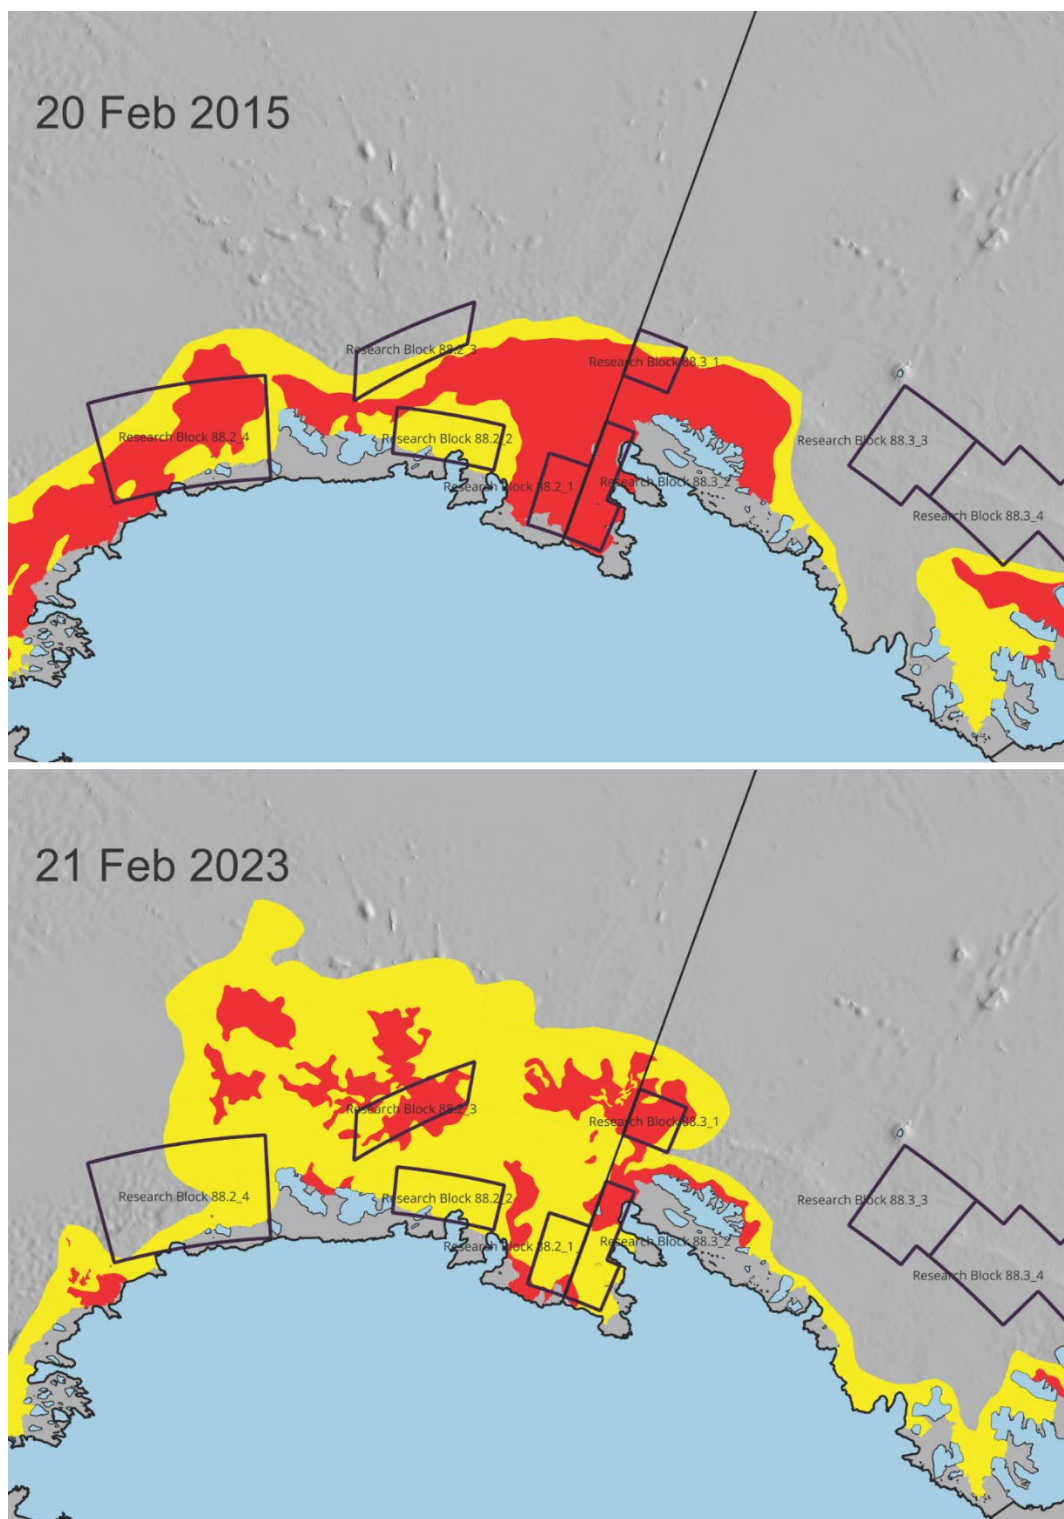 20 Feb 2015
Research Block 88.2_3
Research Block 88.3_1
Research Block 88.2_4
Research Block 88.2_2
Research Block 88.3_3
Research Block 88.2_1
Research Block 88.3_2
Research Block 88.3_4
21 Feb 2023
Research Block 88.2_3
Research Block 88.3_1
Research Block 88.2_4
Research Block 88.2_2
Research Block 88.3_3
Research Block 88.2_1
Research Block 88.3_2
Research Block 88.3_4